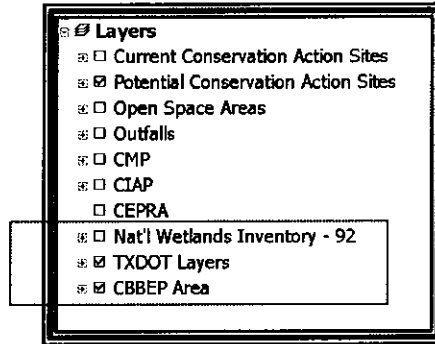 Layers
Current Conservation Action Sites
Potential Conservation Action Sites
Open Space Areas
Outfalls
CMP
CIAP
CEPRA
Nat'l Wetlands Inventory - 92
TXDOT Layers
CBBEP Area